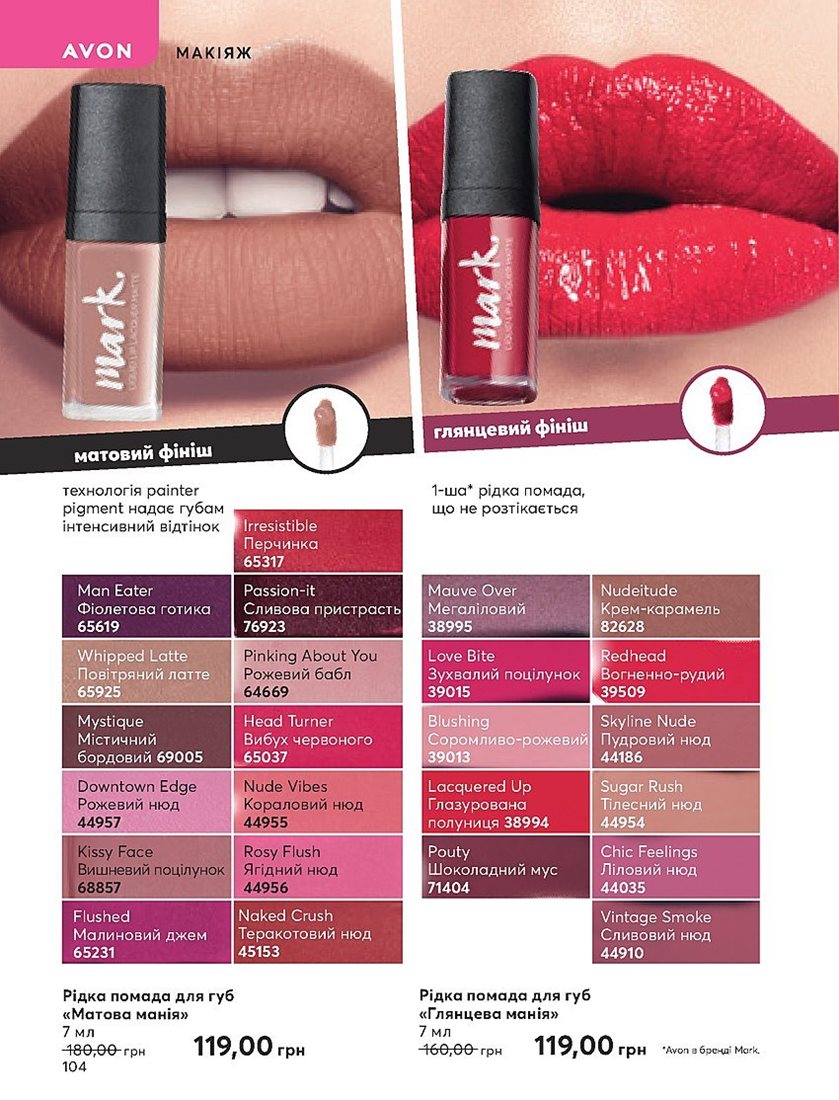 AVON
МАКІЯЖ
mark.
LIQUID LIP LACQUER MATTE
mark.
LIQUID LIP LACQUER MATTE
матовий фініш
глянцевий фініш
технологія painter
pigment надає губам
інтенсивний відтінок
1-ша* рідка помада,
що не розтікається
Irresistible
Перчинка
65317
Man Eater
Фіолетова готика
65619
Passion-it
Сливова пристрасть
76923
Whipped Latte
Повітряний латте
65925
Pinking About You
Рожевий бабл
64669
Mystique
Містичний
бордовий 69005
Head Turner
Вибух червоного
65037
Downtown Edge
Рожевий нюд
44957
Nude Vibes
Кораловий нюд
44955
Kissy Face
Вишневий поцілунок
68857
Rosy Flush
Ягідний нюд
44956
Flushed
Малиновий джем
65231
Naked Crush
Теракотовий нюд
45153
Mauve Over
Мегаліловий
38995
Nudeitude
Крем-карамель
82628
Love Bite
Зухвалий поцілунок
39015
Redhead
Вогненно-рудий
39509
Blushing
Соромливо-рожевий
39013
Skyline Nude
Пудровий нюд
44186
Lacquered Up
Глазурована
полуниця 38994
Sugar Rush
Тілесний нюд
44954
Pouty
Шоколадний мус
71404
Chic Feelings
Ліловий нюд
44035
Vintage Smoke
Сливовий нюд
44910
Рідка помада для губ
«Матова манія»
7 мл
180,00 грн
119,00 грн
104
Рідка помада для губ
«Глянцева манія»
7 мл
160,00 грн
119,00 грн
*Avon в бренді Mark.